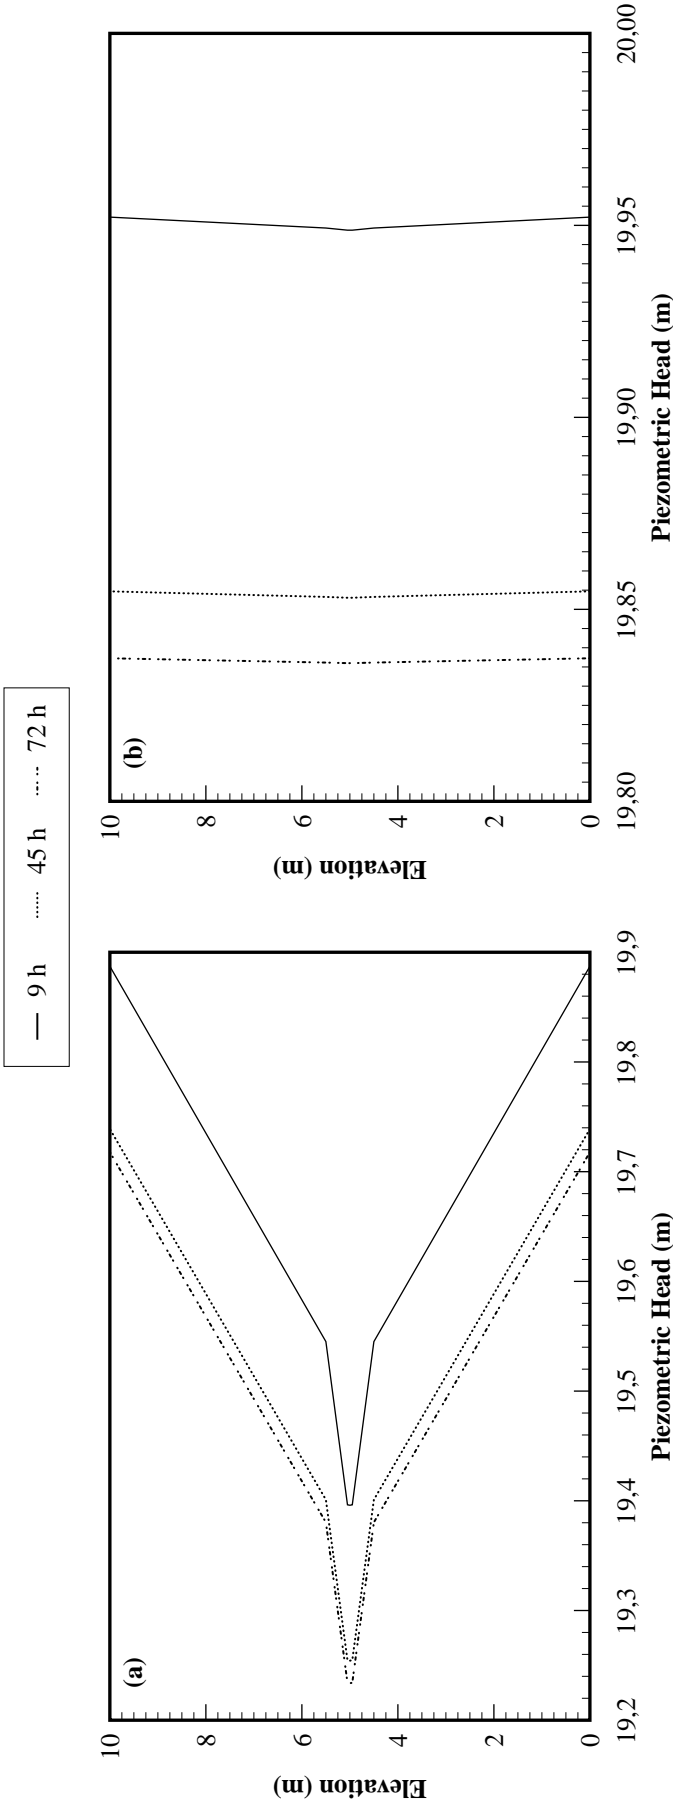 9 h 45 h 72 h
(a)
10
8
6
4
2
0
Elevation (m)
19,2 19,3 19,4 19,5 19,6 19,7 19,8 19,9
Piezometric Head (m)
(b)
10
8
6
4
2
0
Elevation (m)
19,80 19,85 19,90 19,95 20,00
Piezometric Head (m)